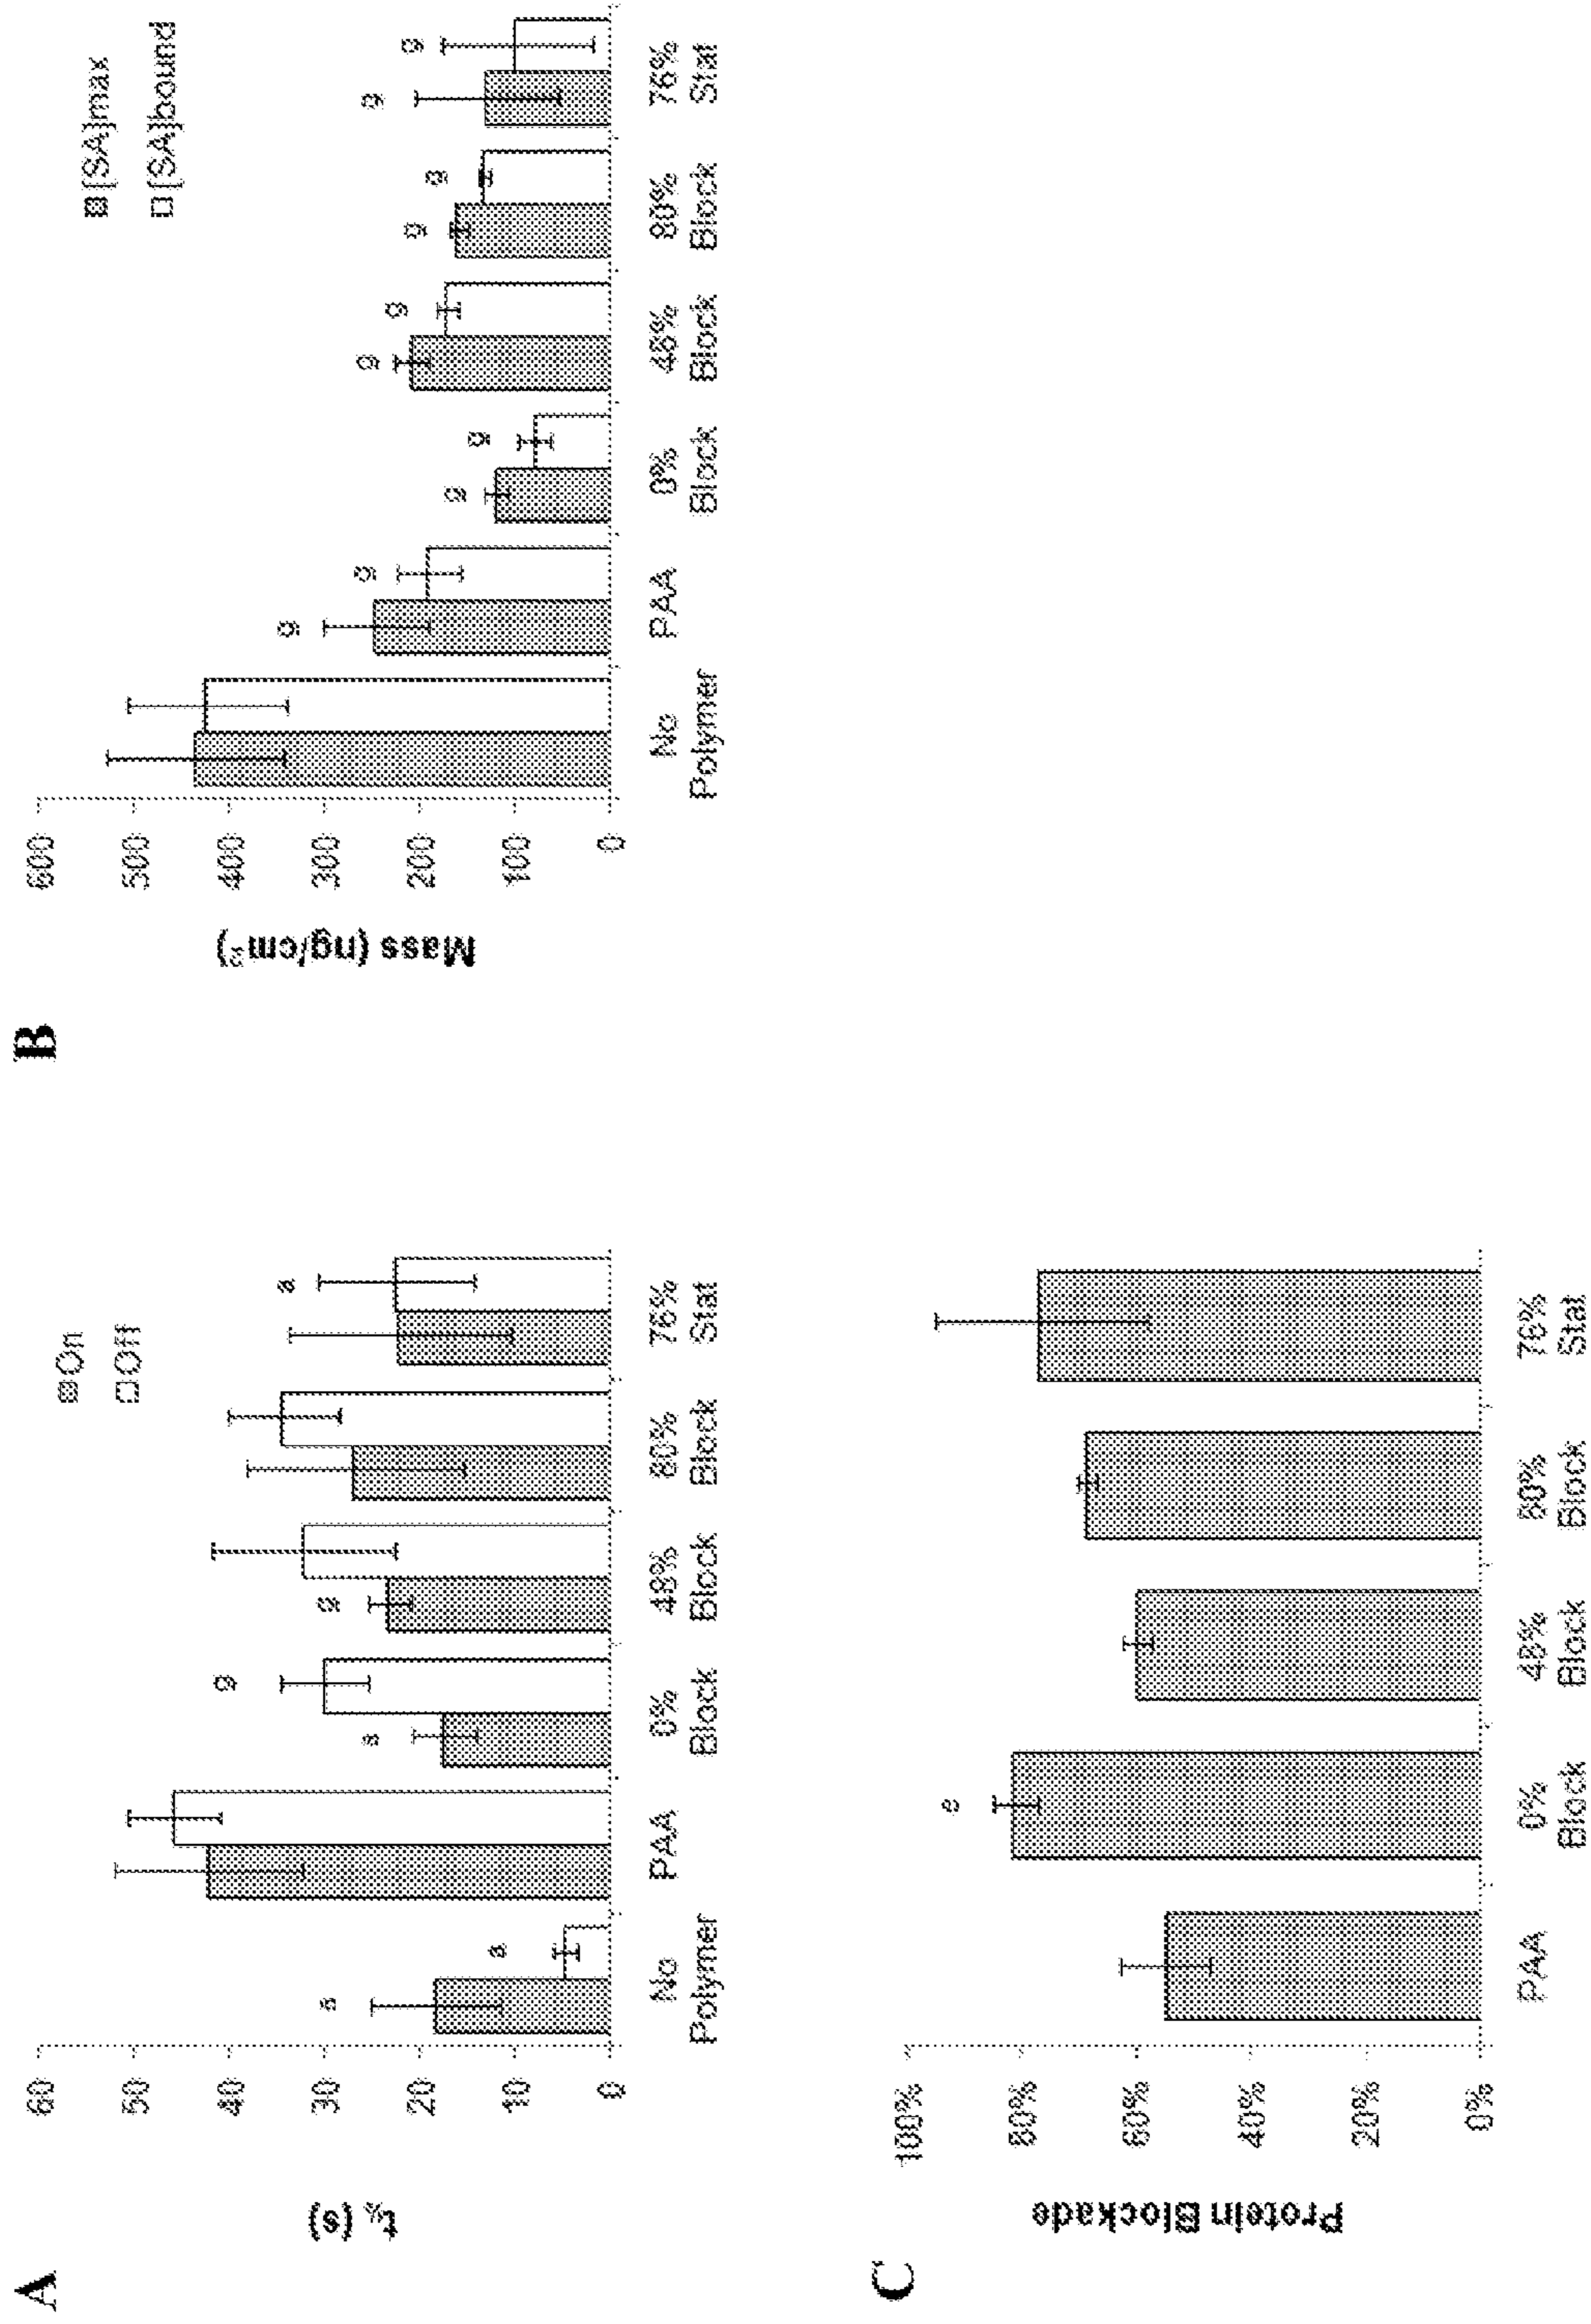 A
t½ (s)
60
50
40
30
20
10
0
On
Off
a
a
a
g
g
a
No
Polymer
PAA
0%
Block
48%
Block
80%
Block
76%
Stat
B
Mass (ng/cm²)
600
500
400
300
200
100
0
[SA]max
[SA]bound
g
g
g
g
g
g
g
g
g
g
No
Polymer
PAA
0%
Block
48%
Block
80%
Block
76%
Stat
C
Protein Blockade
100%
80%
60%
40%
20%
0%
e
PAA
0%
Block
48%
Block
80%
Block
76%
Stat